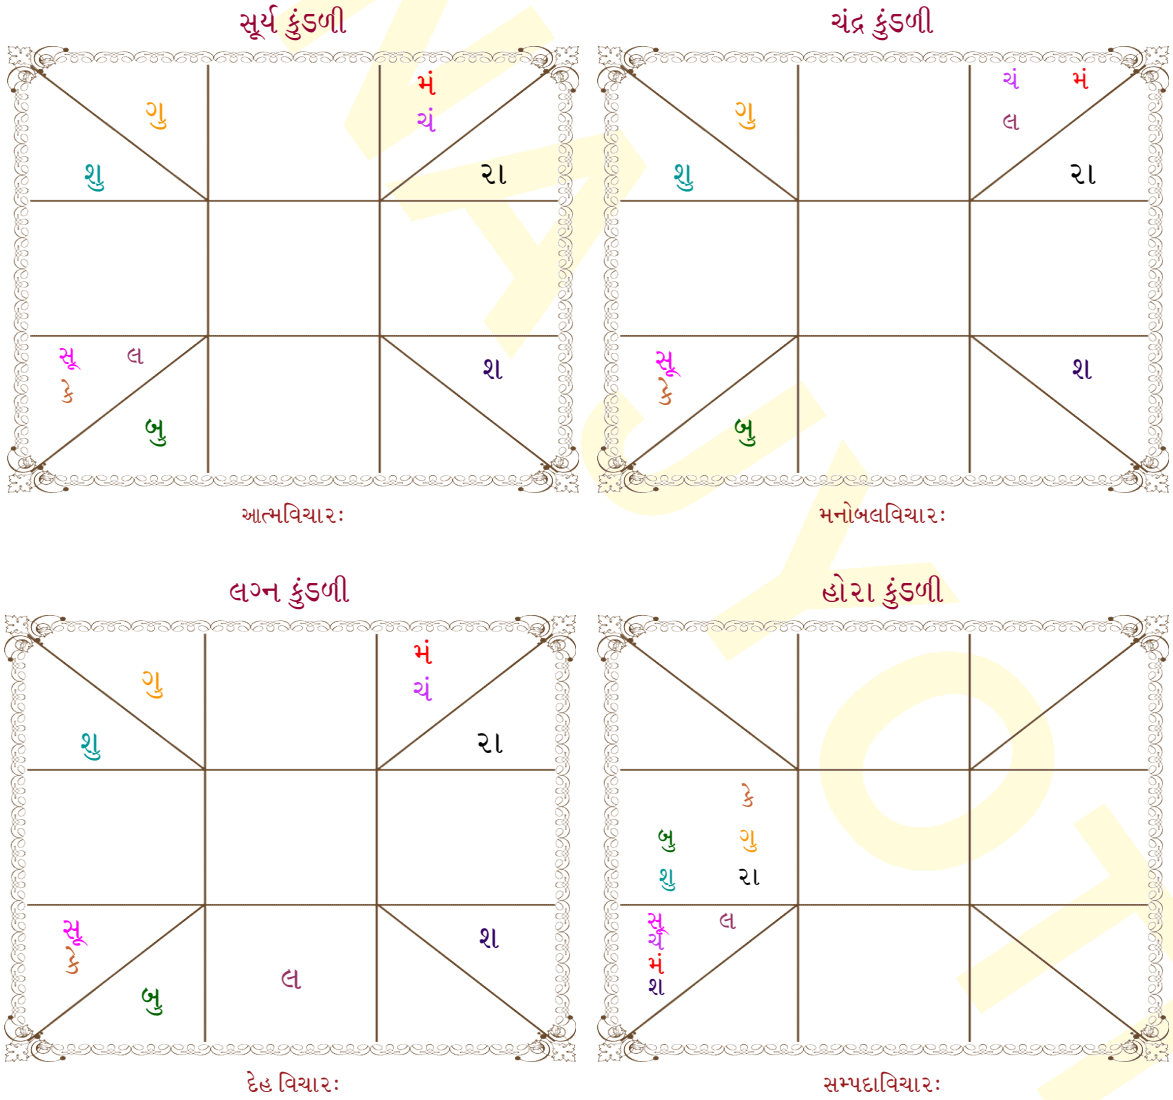 સૂર્ય કુંડળી
ગુ
શુ
મં
ચં
રા
સૂ લ
કે
બુ
શ
આત્મવિચારઃ
ચંદ્ર કુંડળી
ગુ
શુ
ચં મં
લ
રા
સૂ
કે
બુ
શ
મનોબલવિચારઃ
લગ્ન કુંડળી
ગુ
શુ
મં
ચં
રા
સૂ
કે
બુ
લ
શ
દેહ વિચારઃ
હોરા કુંડળી
કે
બુ ગુ
શુ રા
સૂ લ
ચં
મં
શ
સમ્પદાવિચારઃ